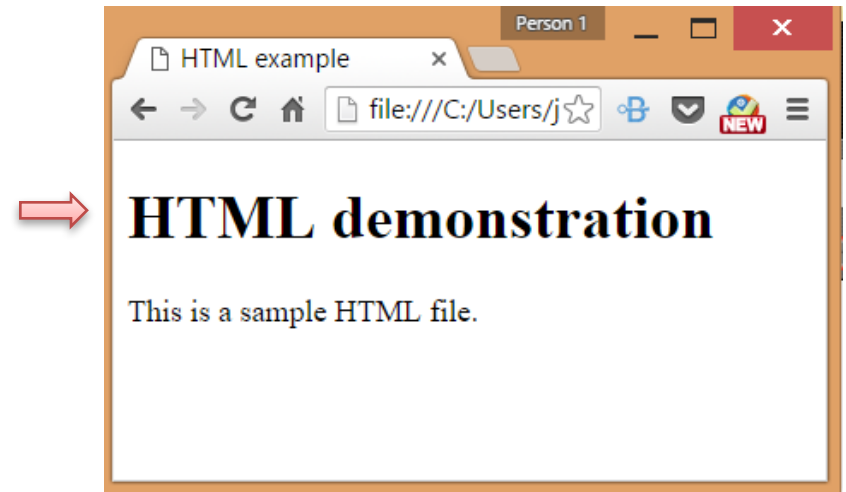 Person 1
HTML example
file:///C:/Users/j
NEW
HTML demonstration
This is a sample HTML file.